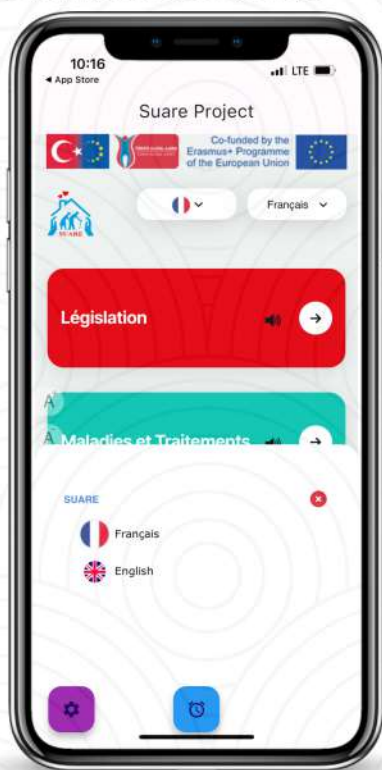 10:16
◄ App Store
LTE
Suare Project
Co-funded by the
Erasmus+ Programme
of the European Union
SUARE
Français
Législation
A
A
Maladies et Traitements
SUARE
Français
English